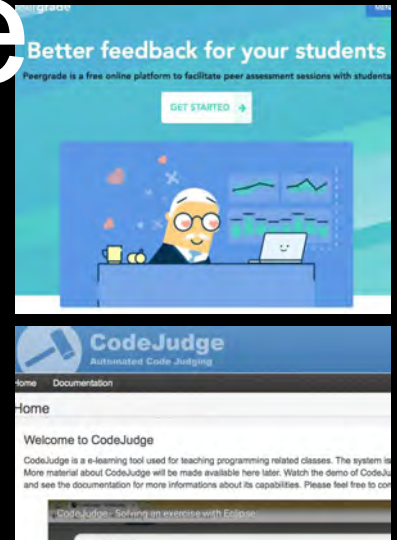 e
Peergrade
MENU
Better feedback for your students
Peergrade is a free online platform to facilitate peer assessment sessions with students
GET STARTED →
CodeJudge
Automated Code Judging
Home Documentation
Home
Welcome to CodeJudge
CodeJudge is a e-learning tool used for teaching programming related classes. The system is
More material about CodeJudge will be made available here later. Watch the demo of CodeJu
and see the documentation for more informations about its capabilities. Please feel free to con
CodeJudge - Solving an exercise with Eclipse